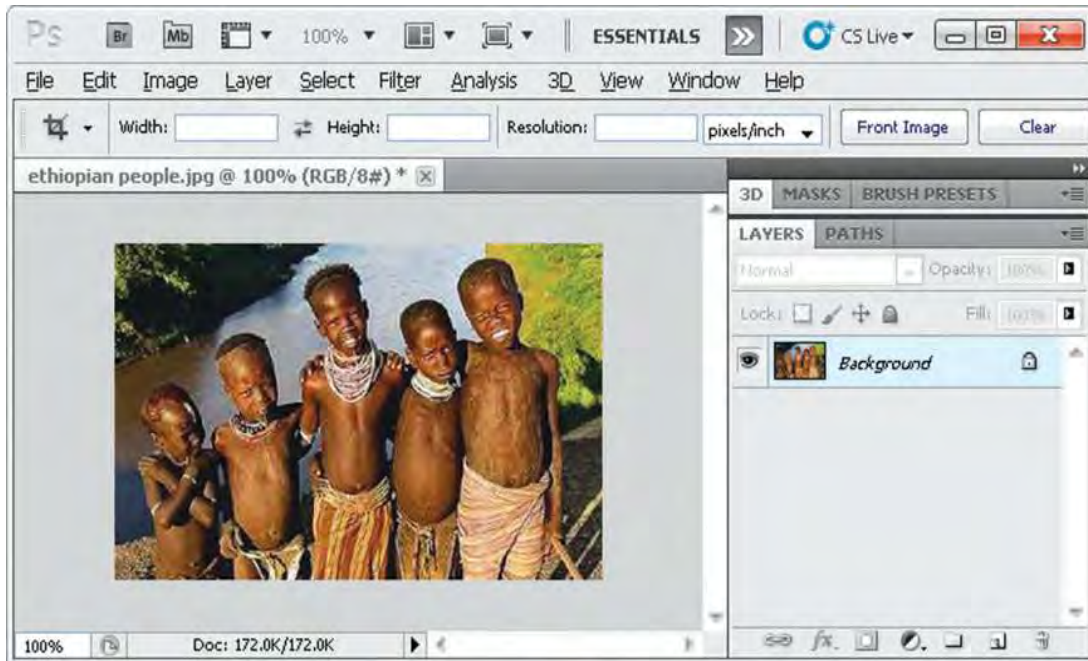 Ps Br Mb 100% ESSENTIALS CS Live
File Edit Image Layer Select Filter Analysis 3D View Window Help
Width: Height: Resolution: pixels/inch Front Image Clear
ethiopian people.jpg @ 100% (RGB/8#) *
3D MASKS BRUSH PRESETS
LAYERS PATHS
Normal Opacity: 100%
Lock: Fill: 100%
Background
100% Doc: 172.0K/172.0K